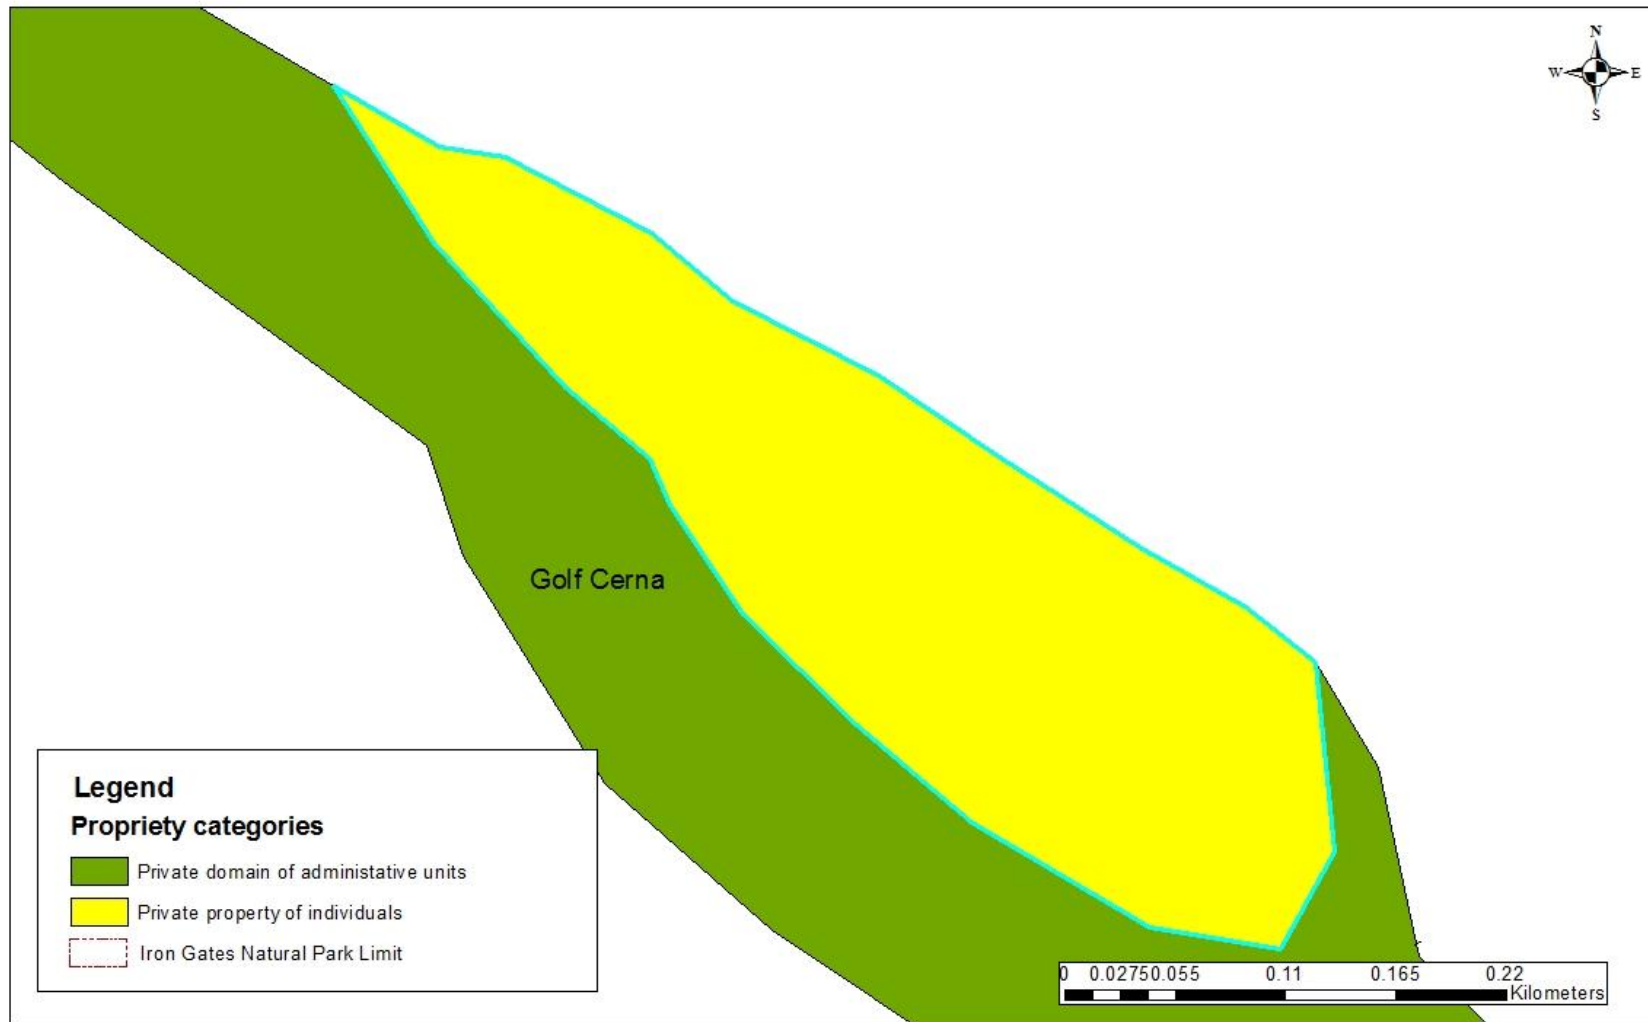 N
W E
S
Golf Cerna
Legend
Propriety categories
Private domain of administative units
Private property of individuals
Iron Gates Natural Park Limit
0 0.0275 0.055 0.11 0.165 0.22
Kilometers